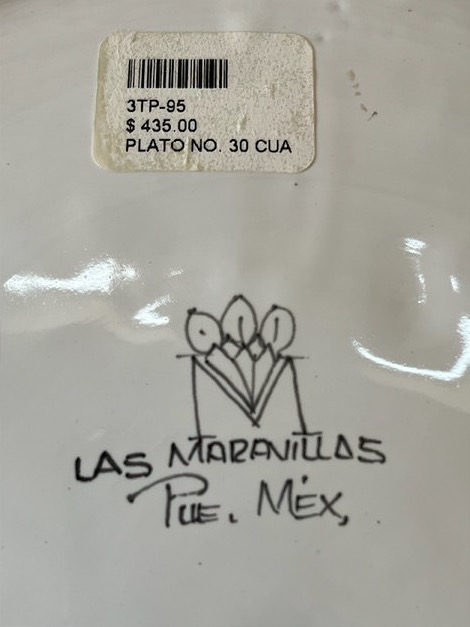 3TP-95
$ 435.00
PLATO NO. 30 CUA
LAS MARAVILLAS
PUE. MÉX,